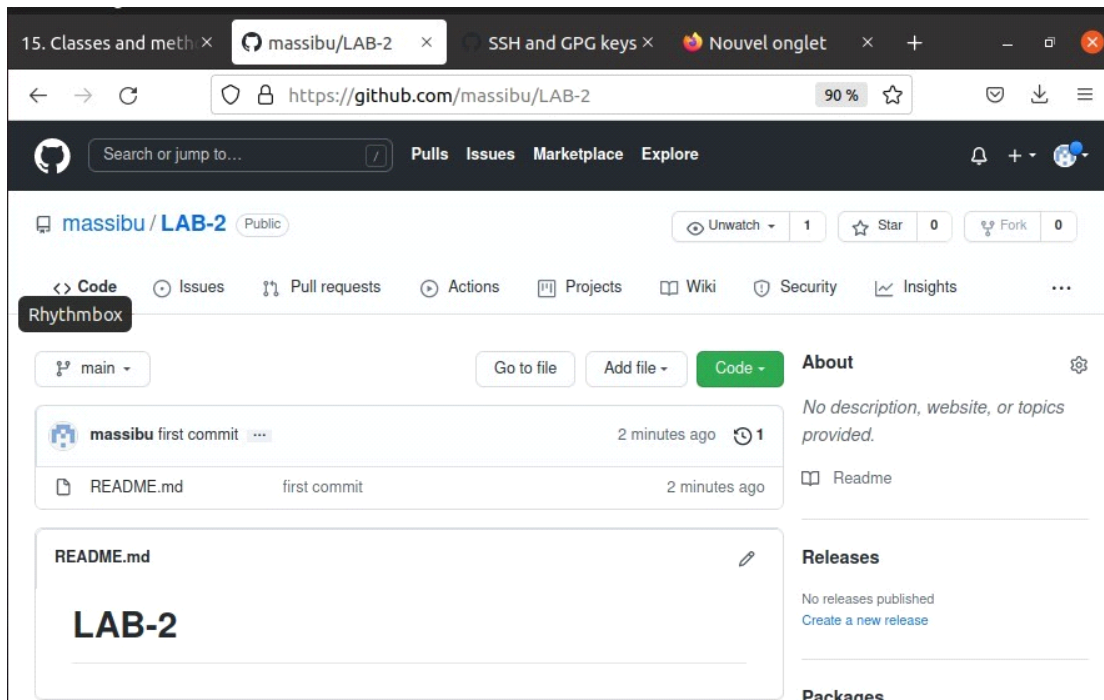 15. Classes and meth
massibu/LAB-2
SSH and GPG keys
Nouvel onglet
https://github.com/massibu/LAB-2
90 %
Search or jump to...
/
Pulls Issues Marketplace Explore
massibu / LAB-2 Public
Unwatch 1
Star 0
Fork 0
<> Code
Issues
Pull requests
Actions
Projects
Wiki
Security
Insights
Rhythmbox
main
Go to file
Add file
Code
massibu first commit ...
2 minutes ago
1
README.md
first commit
2 minutes ago
README.md
LAB-2
About
No description, website, or topics
provided.
Readme
Releases
No releases published
Create a new release
Packages